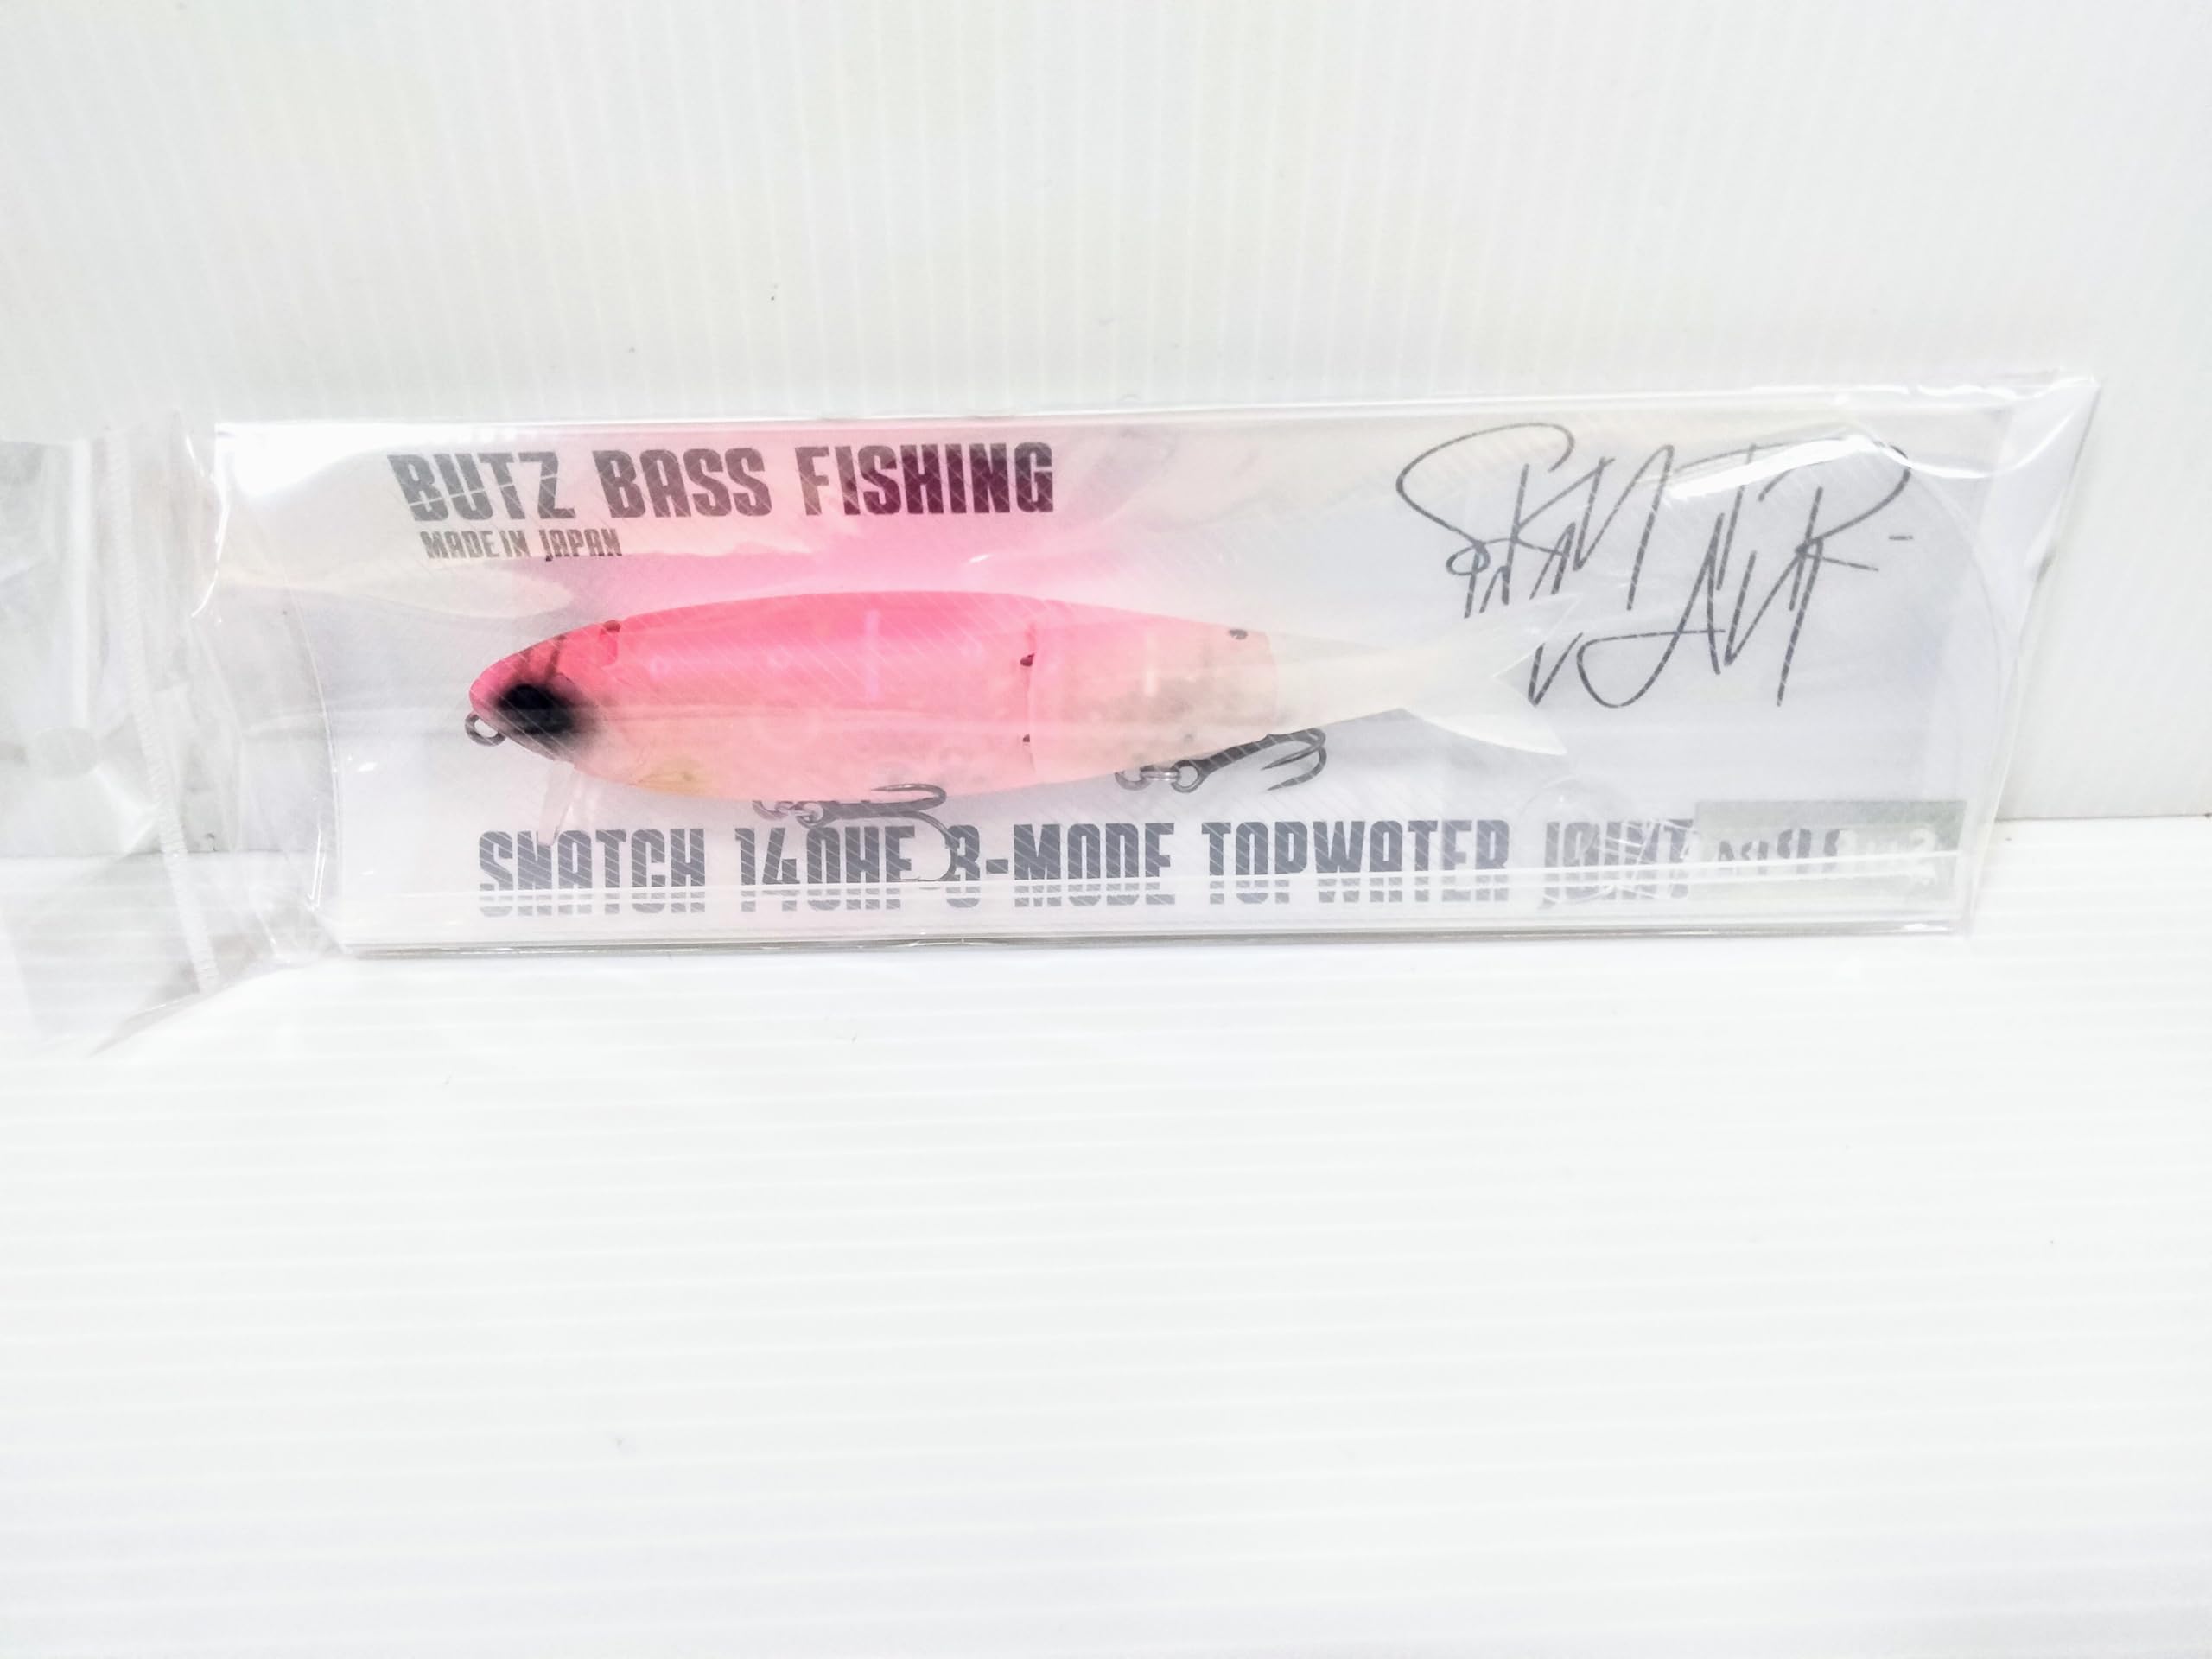 BUTZ BASS FISHING
MADE IN JAPAN
SNATCH 140HF 3-MODE TOPWATER JOINT